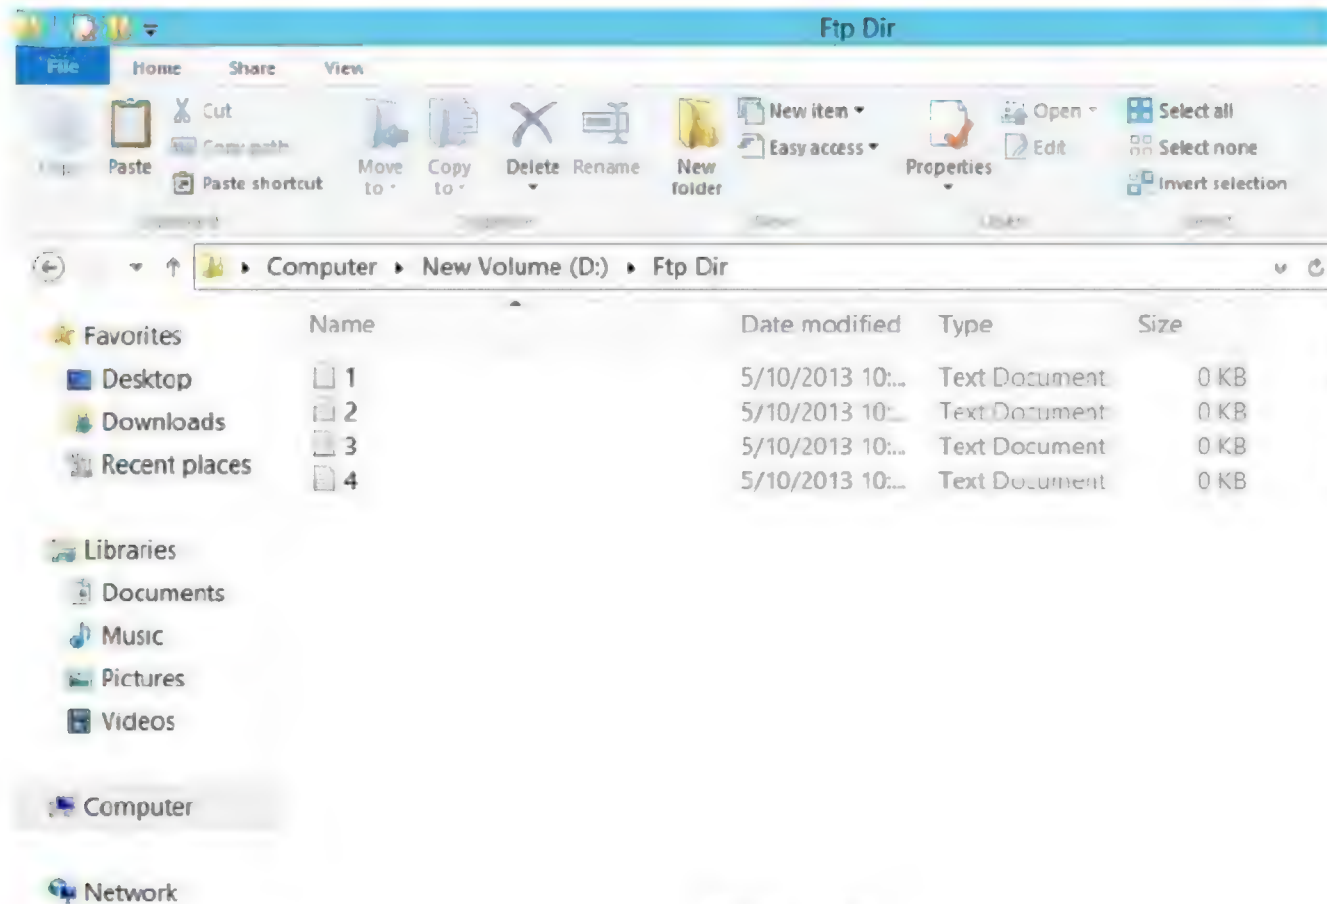 Ftp Dir
File Home Share View
Cut
Copy path
Paste
Paste shortcut
Move to
Copy to
Delete
Rename
New folder
New item
Easy access
Properties
Open
Edit
Select all
Select none
Invert selection
Computer New Volume (D:) Ftp Dir
Name Date modified Type Size
1 5/10/2013 10:... Text Document 0 KB
2 5/10/2013 10:... Text Document 0 KB
3 5/10/2013 10:... Text Document 0 KB
4 5/10/2013 10:... Text Document 0 KB
Favorites
Desktop
Downloads
Recent places
Libraries
Documents
Music
Pictures
Videos
Computer
Network